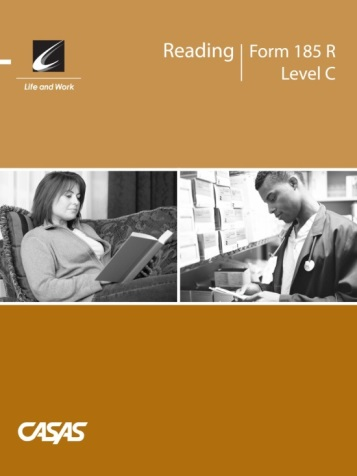 Reading
Form 185 R
Level C
Life and Work
CASAS